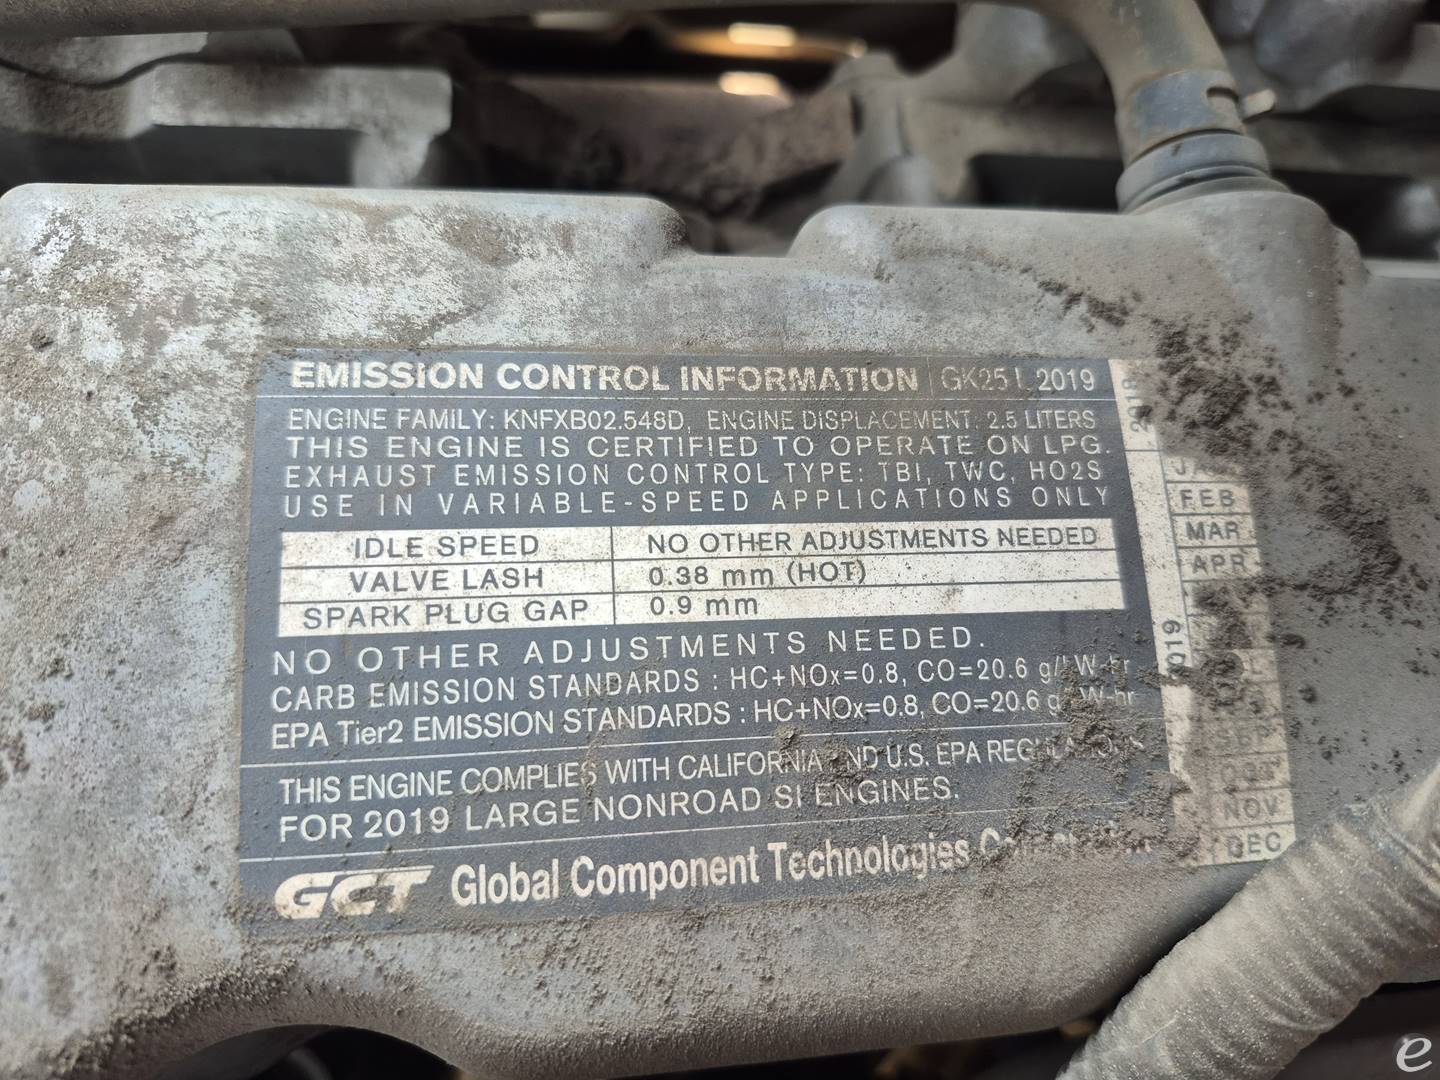 EMISSION CONTROL INFORMATION GK25L 2019
ENGINE FAMILY: KNFXB02.548D, ENGINE DISPLACEMENT: 2.5 LITERS
THIS ENGINE IS CERTIFIED TO OPERATE ON LPG.
EXHAUST EMISSION CONTROL TYPE: TBI, TWC, HO2S
USE IN VARIABLE-SPEED APPLICATIONS ONLY
IDLE SPEED NO OTHER ADJUSTMENTS NEEDED
VALVE LASH 0.38 mm (HOT)
SPARK PLUG GAP 0.9 mm
NO OTHER ADJUSTMENTS NEEDED.
CARB EMISSION STANDARDS : HC+NOx=0.8, CO=20.6
EPA Tier2 EMISSION STANDARDS : HC+NOx=0.8, CO=20.6
THIS ENGINE COMPLIES WITH CALIFORNIA AND U.S. EPA REGULATIONS
FOR 2019 LARGE NONROAD SI ENGINES.
GCT Global Component Technologies
2018
2019
FEB
MAR
APR
NOV
DEC
e